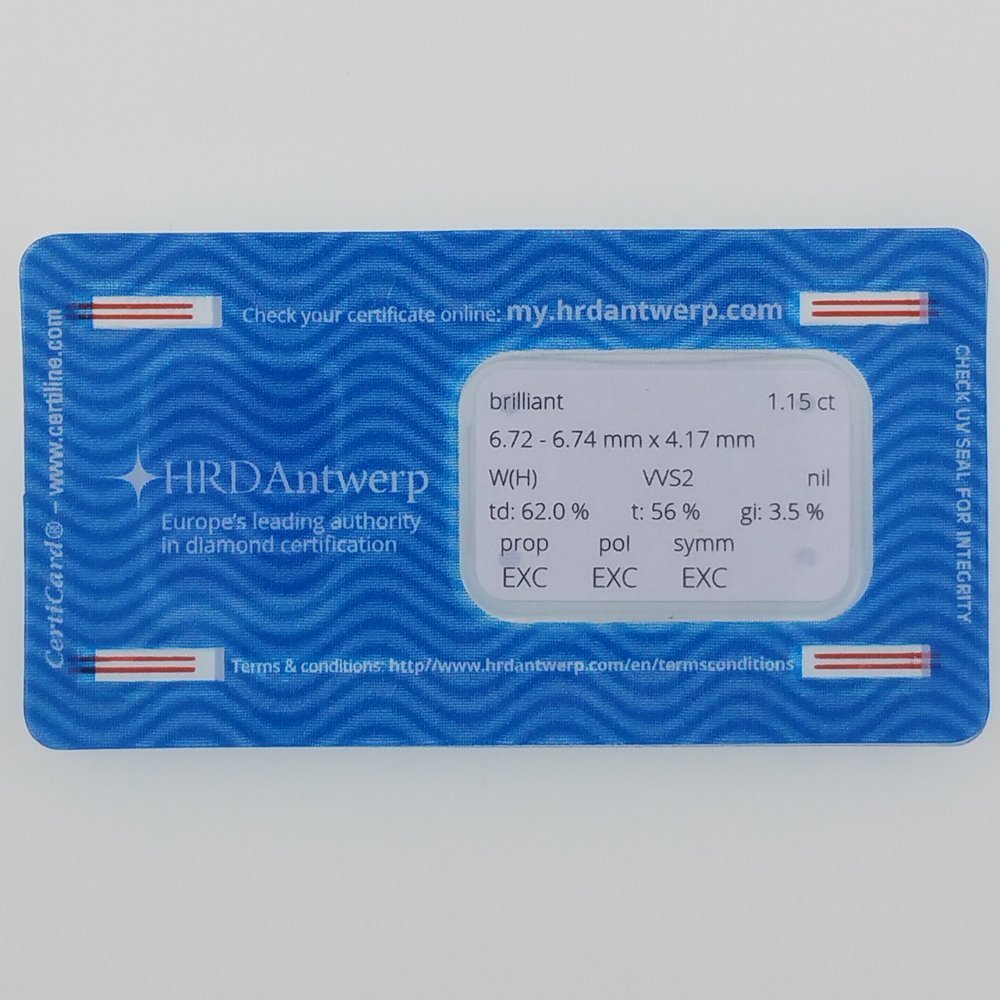 Check your certificate online: my.hrdantwerp.com
CertiCard® - www.certiline.com
HRDAntwerp
Europe's leading authority
in diamond certification
brilliant 1.15 ct
6.72 - 6.74 mm x 4.17 mm
W(H) VVS2 nil
td: 62.0 % t: 56 % gi: 3.5 %
prop pol symm
EXC EXC EXC
CHECK UV SEAL FOR INTEGRITY
Terms & conditions: http//www.hrdantwerp.com/en/termsconditions